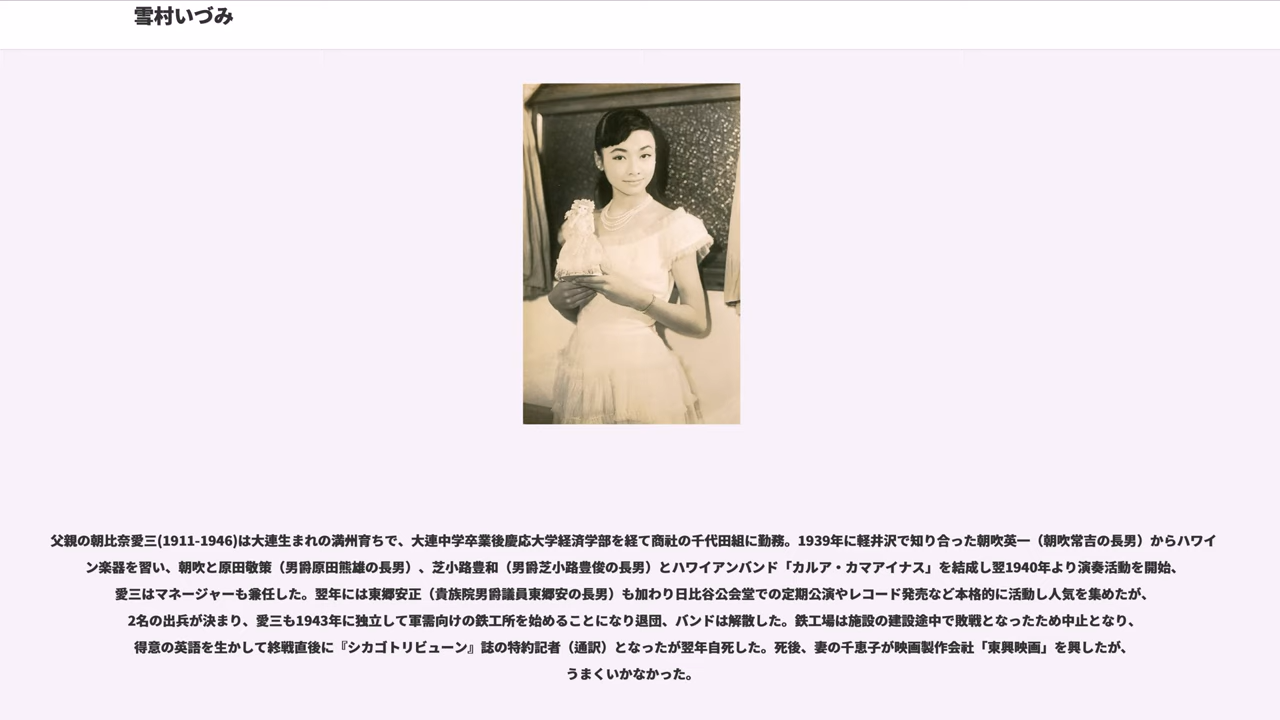 雪村いづみ
父親の朝比奈愛三(1911-1946)は大連生まれの満州育ちで、大連中学卒業後慶応大学経済学部を経て商社の千代田組に勤務。1939年に軽井沢で知り合った朝吹英一（朝吹常吉の長男）からハワイ
ン楽器を習い、朝吹と原田敬策（男爵原田熊雄の長男）、芝小路豊和（男爵芝小路豊俊の長男）とハワイアンバンド「カルア・カマアイナス」を結成し翌1940年より演奏活動を開始、
愛三はマネージャーも兼任した。翌年には東郷安正（貴族院男爵議員東郷安の長男）も加わり日比谷公会堂での定期公演やレコード発売など本格的に活動し人気を集めたが、
2名の出兵が決まり、愛三も1943年に独立して軍需向けの鉄工所を始めることになり退団、バンドは解散した。鉄工場は施設の建設途中で敗戦となったため中止となり、
得意の英語を生かして終戦直後に『シカゴトリビューン』誌の特約記者（通訳）となったが翌年自死した。死後、妻の千恵子が映画製作会社「東興映画」を興したが、
うまくいかなかった。